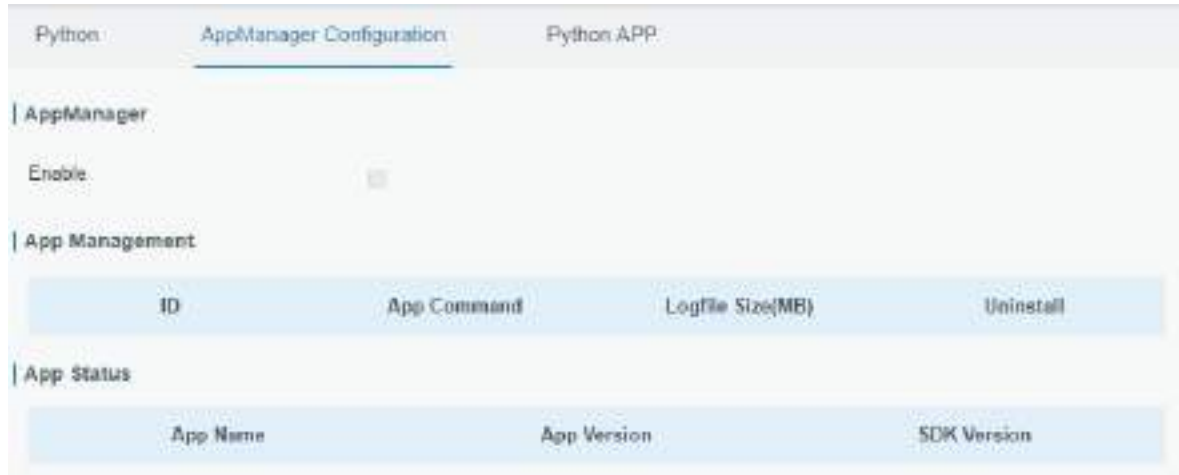 Python AppManager Configuration Python APP
AppManager
Enable
App Management
ID App Command Logfile Size(MB) Uninstall
App Status
App Name App Version SDK Version